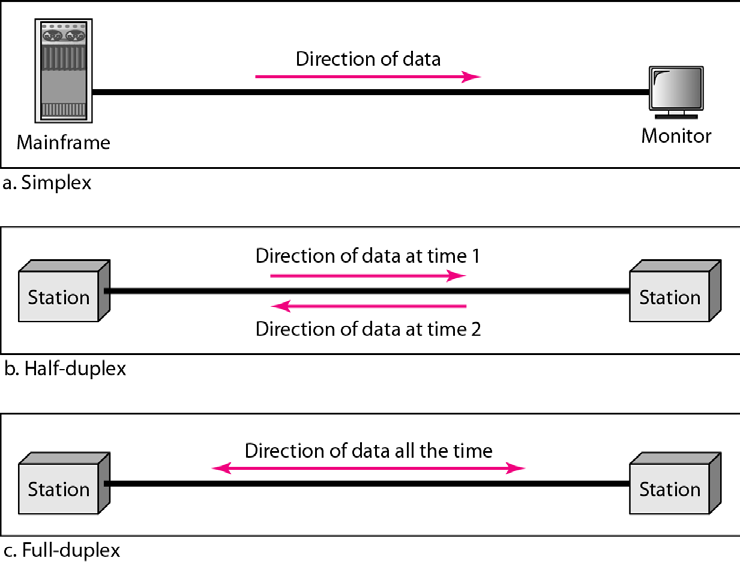 Direction of data
Mainframe
Monitor
a. Simplex
Direction of data at time 1
Station
Station
Direction of data at time 2
b. Half-duplex
Direction of data all the time
Station
Station
c. Full-duplex